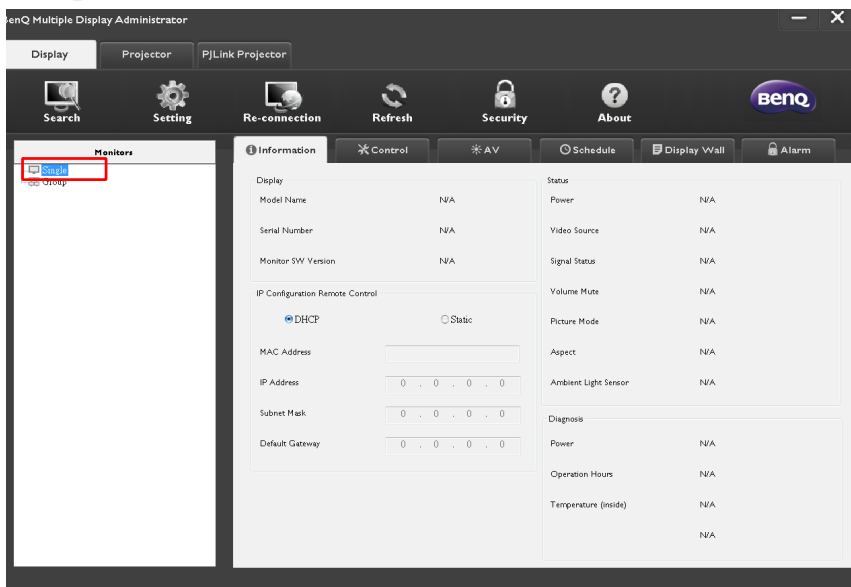 BenQ Multiple Display Administrator
Display Projector PJLink Projector
Search Setting Re-connection Refresh Security About BenQ
Monitors
Single
Group
Information Control AV Schedule Display Wall Alarm
Display
Model Name N/A
Serial Number N/A
Monitor SW Version N/A
IP Configuration Remote Control
DHCP Static
MAC Address
IP Address 0 . 0 . 0 . 0
Subnet Mask 0 . 0 . 0 . 0
Default Gateway 0 . 0 . 0 . 0
Status
Power N/A
Video Source N/A
Signal Status N/A
Volume Mute N/A
Picture Mode N/A
Aspect N/A
Ambient Light Sensor N/A
Diagnosis
Power N/A
Operation Hours N/A
Temperature (inside) N/A
N/A